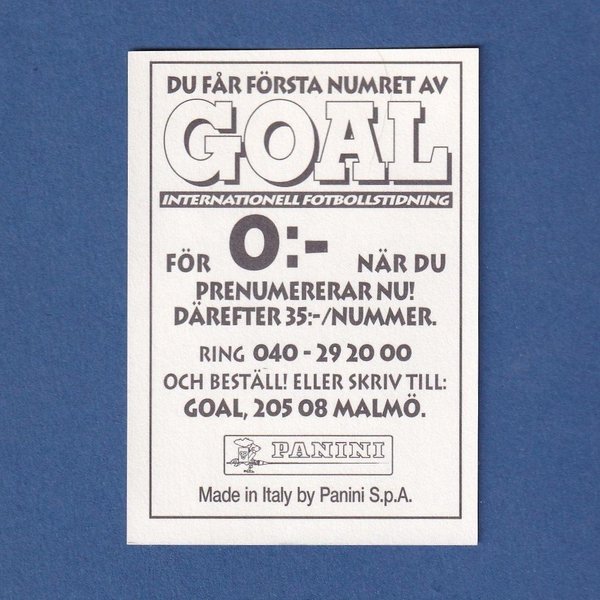 DU FÅR FÖRSTA NUMRET AV
GOAL
INTERNATIONELL FOTBOLLSTIDNING
FÖR 0:- NÄR DU
PRENUMERERAR NU!
DÄREFTER 35:-/NUMMER.
RING 040 - 29 20 00
OCH BESTÄLL! ELLER SKRIV TILL:
GOAL, 205 08 MALMÖ.
PANINI
Made in Italy by Panini S.p.A.